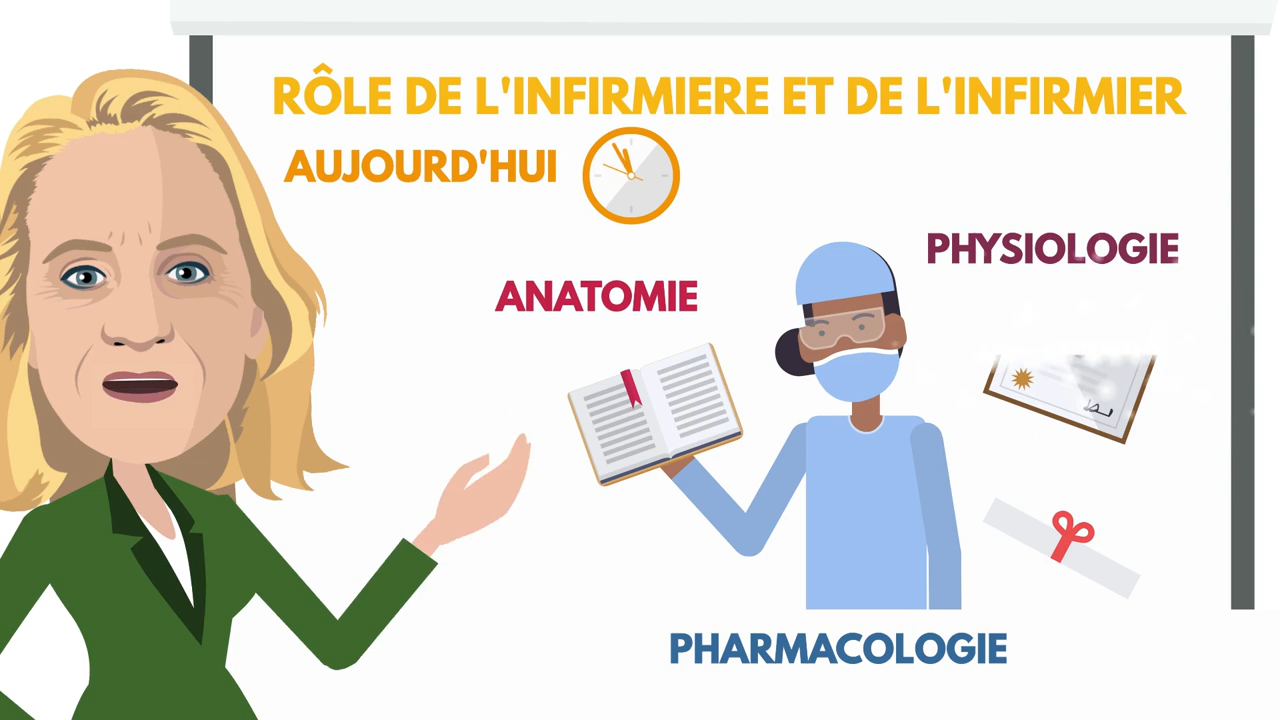 RÔLE DE L'INFIRMIERE ET DE L'INFIRMIER
AUJOURD'HUI
PHYSIOLOGIE
ANATOMIE
PHARMACOLOGIE